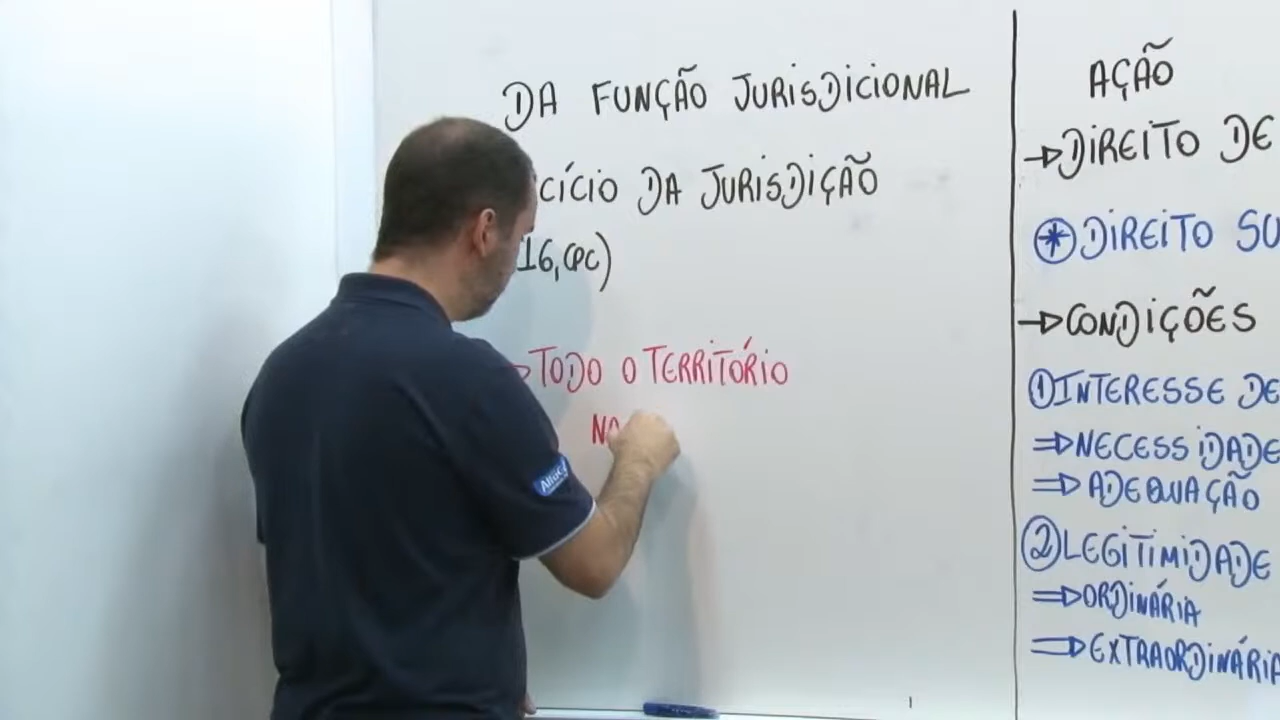 DA FUNÇÃO JURISDICIONAL
CÍCIO DA JURISDIÇÃO
16, CPC)
TODO O TERRITÓRIO
AÇÃO
DIREITO DE
DIREITO SU
CONDIÇÕES
1 INTERESSE DE
NECESSIDADE
ADEQUAÇÃO
2 LEGITIMIDADE
ORDINÁRIA
EXTRAORDINÁRIA